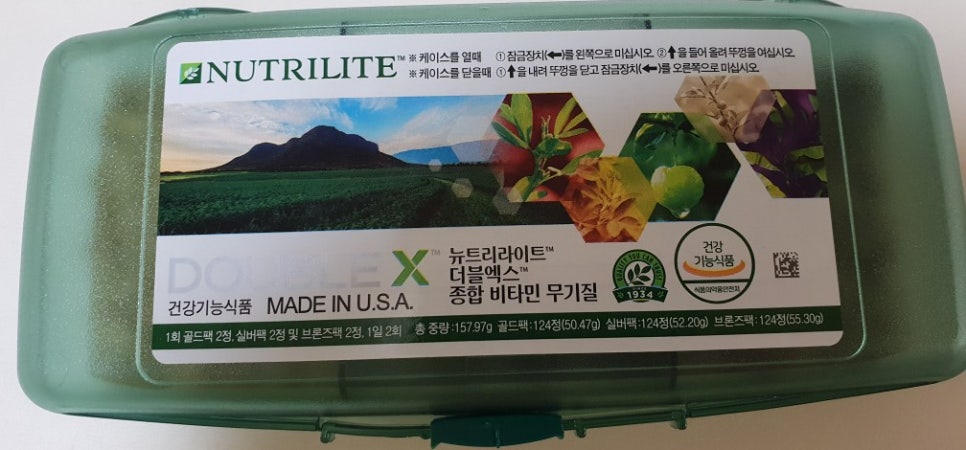 NUTRILITE™
※ 케이스를 열때 ①잠금장치(⬅)를 왼쪽으로 미십시오. ②⬆을 들어 올려 뚜껑을 여십시오.
※ 케이스를 닫을때 ①⬆을 내려 뚜껑을 닫고 잠금장치(⬅)를 오른쪽으로 미십시오.
DOUBLE X™
뉴트리라이트™
더블엑스™
종합 비타민 무기질
건강기능식품 MADE IN U.S.A.
1934
건강
기능식품
식품의약품안전처
1회 골드팩 2정, 실버팩 2정 및 브론즈팩 2정, 1일 2회 총 중량:157.97g 골드팩:124정(50.47g) 실버팩:124정(52.20g) 브론즈팩:124정(55.30g)